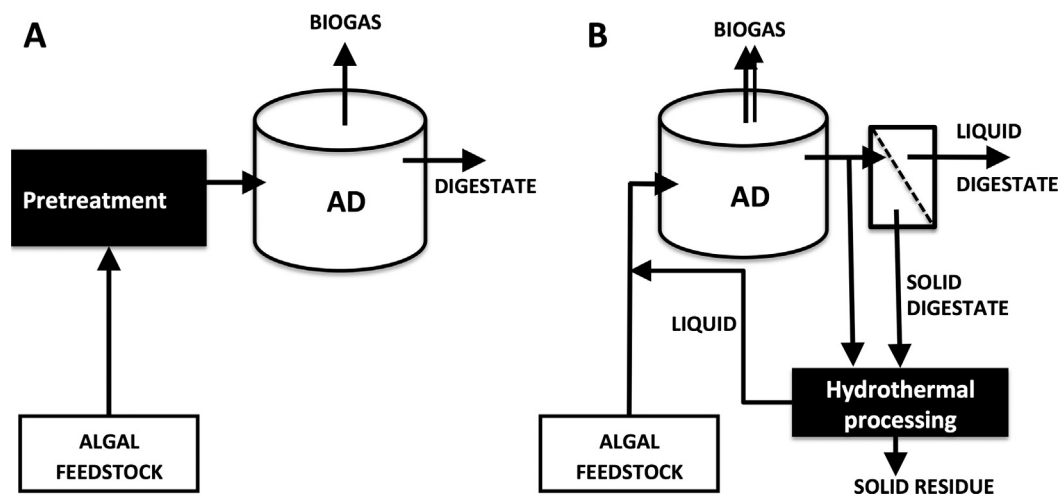 A
BIOGAS
Pretreatment
AD
DIGESTATE
ALGAL
FEEDSTOCK
B
BIOGAS
AD
LIQUID
DIGESTATE
SOLID
DIGESTATE
LIQUID
Hydrothermal
processing
ALGAL
FEEDSTOCK
SOLID RESIDUE